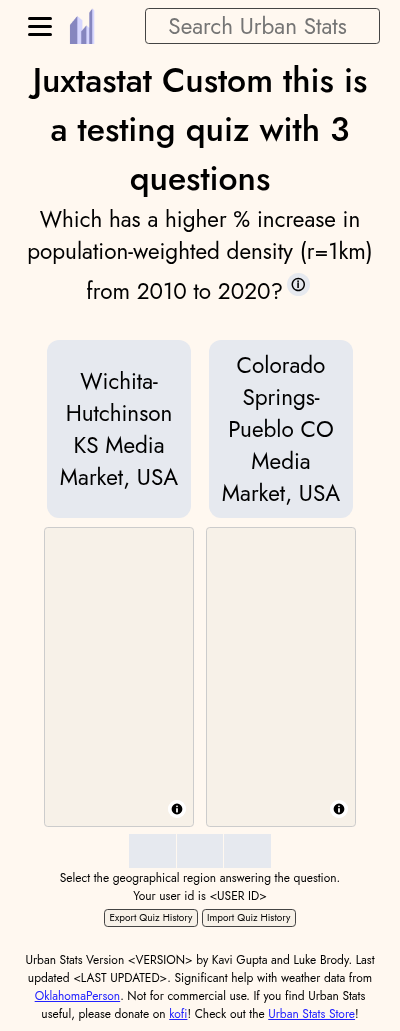 Search Urban Stats
Juxtastat Custom this is
a testing quiz with 3
questions
Which has a higher % increase in
population-weighted density (r=1km)
from 2010 to 2020? ⓘ
Wichita-
Hutchinson
KS Media
Market, USA
Colorado
Springs-
Pueblo CO
Media
Market, USA
Select the geographical region answering the question.
Your user id is <USER ID>
Export Quiz History Import Quiz History
Urban Stats Version <VERSION> by Kavi Gupta and Luke Brody. Last
updated <LAST UPDATED>. Significant help with weather data from
OklahomaPerson. Not for commercial use. If you find Urban Stats
useful, please donate on kofi! Check out the Urban Stats Store!